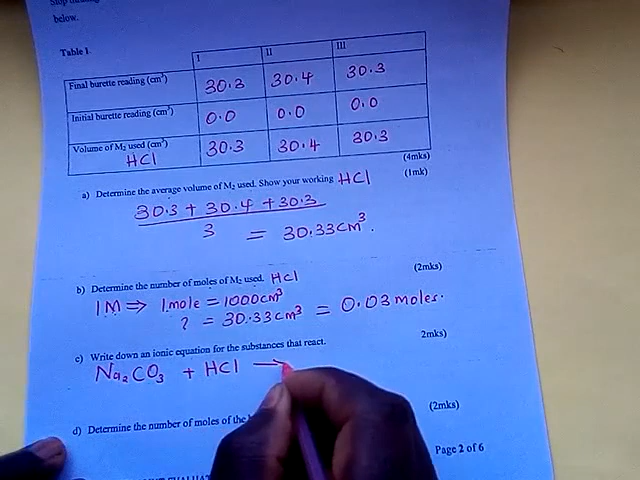 below.
Table 1
I II III
Final burette reading (cm³) 30.3 30.4 30.3
Initial burette reading (cm³) 0.0 0.0 0.0
Volume of M₂ used (cm³) 30.3 30.4 30.3
HCl
(4mks)
a) Determine the average volume of M₂ used. Show your working HCl (1mk)
30.3 + 30.4 + 30.3
3 = 30.33cm³.
b) Determine the number of moles of M₂ used. HCl (2mks)
1M ⇒ 1mole = 1000cm³
? = 30.33cm³ = 0.03moles.
c) Write down an ionic equation for the substances that react. 2mks)
Na₂CO₃ + HCl →
d) Determine the number of moles of the (2mks)
Page 2 of 6